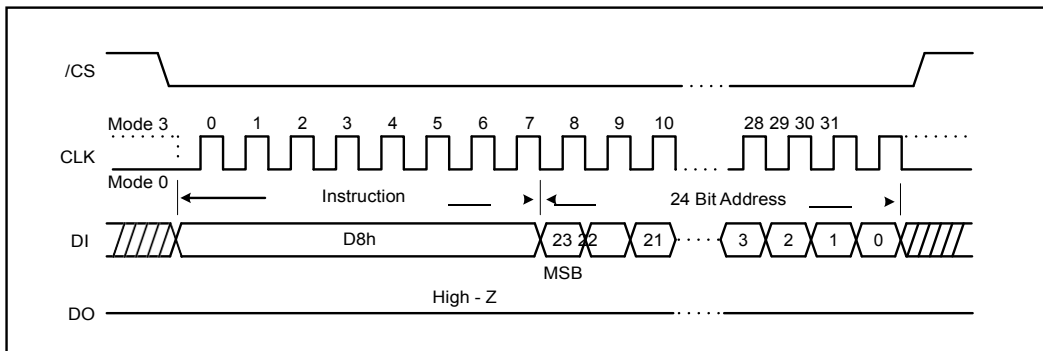 /CS
Mode 3 0 1 2 3 4 5 6 7 8 9 10 28 29 30 31
CLK
Mode 0
Instruction 24 Bit Address
DI D8h 23 22 21 3 2 1 0
MSB
High - Z
DO